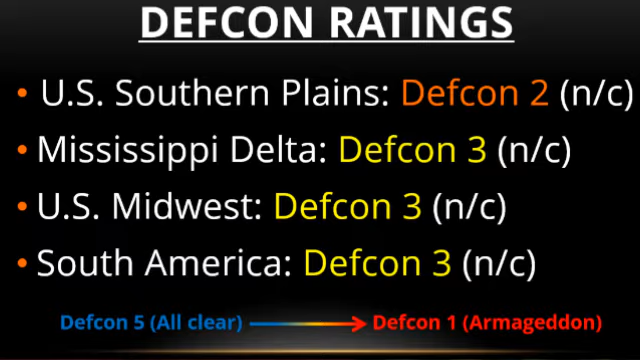 DEFCON RATINGS
• U.S. Southern Plains: Defcon 2 (n/c)
• Mississippi Delta: Defcon 3 (n/c)
• U.S. Midwest: Defcon 3 (n/c)
• South America: Defcon 3 (n/c)
Defcon 5 (All clear) Defcon 1 (Armageddon)